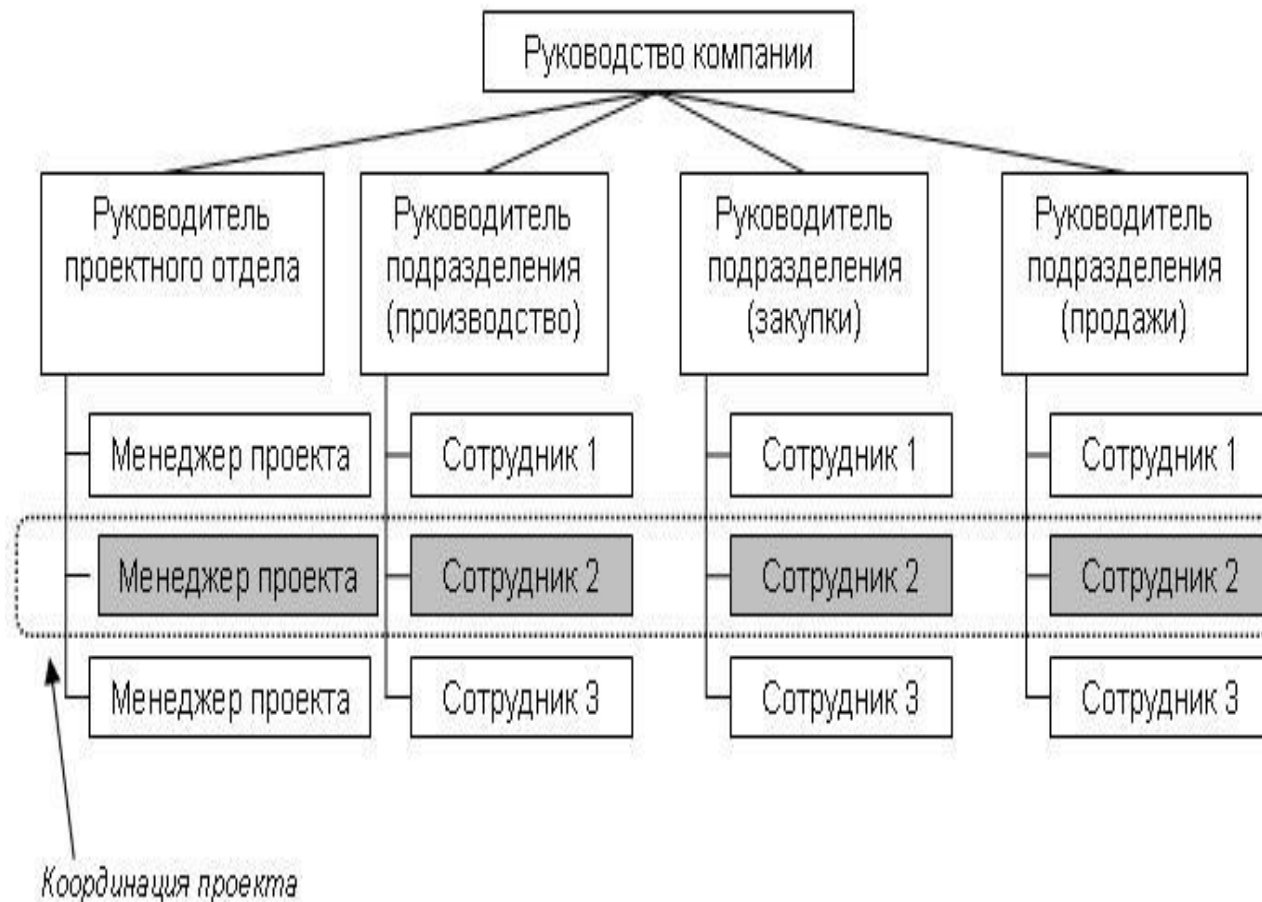 Руководство компании
Руководитель
проектного отдела
Руководитель
подразделения
(производство)
Руководитель
подразделения
(закупки)
Руководитель
подразделения
(продажи)
Менеджер проекта
Сотрудник 1
Сотрудник 1
Сотрудник 1
Менеджер проекта
Сотрудник 2
Сотрудник 2
Сотрудник 2
Менеджер проекта
Сотрудник 3
Сотрудник 3
Сотрудник 3
Координация проекта